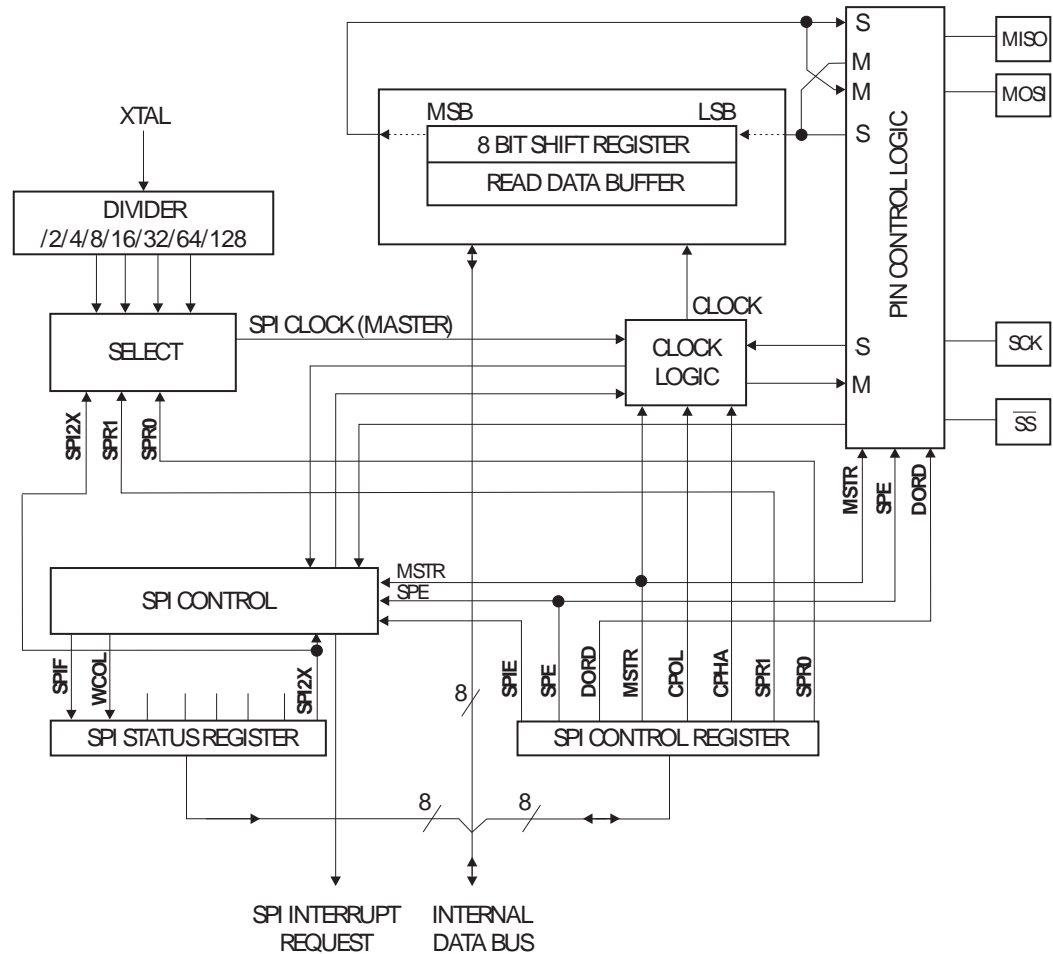 S
MISO
M
M
MOSI
MSB
LSB
S
XTAL
8 BIT SHIFT REGISTER
READ DATA BUFFER
DIVIDER
/2/4/8/16/32/64/128
PIN CONTROL LOGIC
SPI CLOCK (MASTER)
CLOCK
SELECT
CLOCK
LOGIC
S
SCK
M
SS
SPI2X
SPR1
SPR0
MSTR
SPE
DORD
MSTR
SPE
SPI CONTROL
SPIF
WCOL
SPI2X
8
SPIE
SPE
DORD
MSTR
CPOL
CPHA
SPR1
SPR0
SPI STATUS REGISTER
SPI CONTROL REGISTER
8
8
SPI INTERRUPT
REQUEST
INTERNAL
DATA BUS